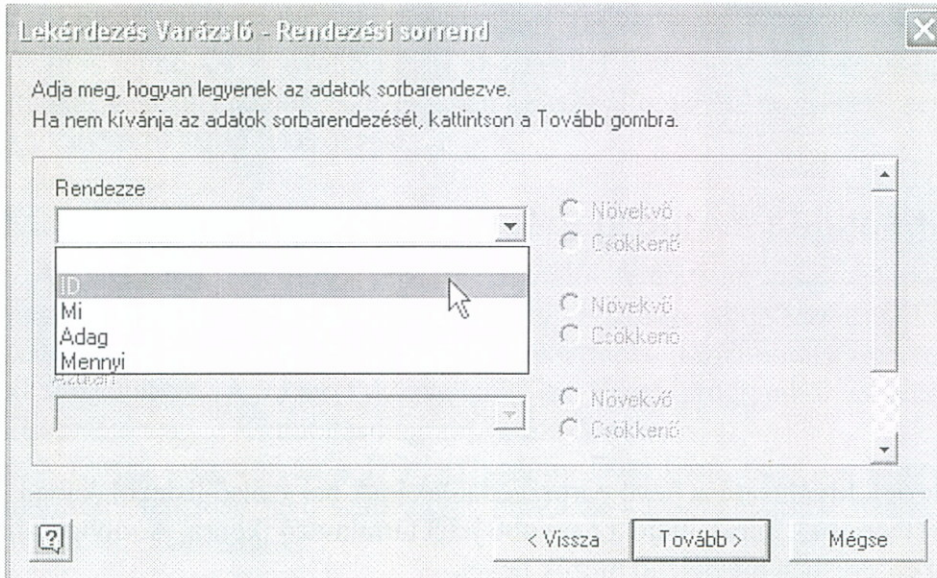 Lekérdezés Varázsló - Rendezési sorrend
Adja meg, hogyan legyenek az adatok sorbarendezve.
Ha nem kívánja az adatok sorbarendezését, kattintson a Tovább gombra.
Rendezze
Növekvő
Csökkenő
ID
Mi
Adag
Mennyi
Növekvő
Csökkenő
Azután
Növekvő
Csökkenő
< Vissza
Tovább >
Mégse